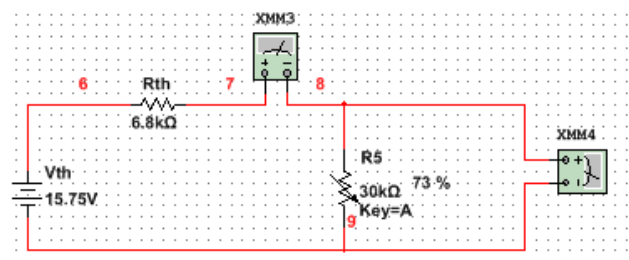 XMM3
6 Rth 7 8
6.8kΩ
XMM4
Vth
15.75V
R5
30kΩ 73 %
Key=A
9